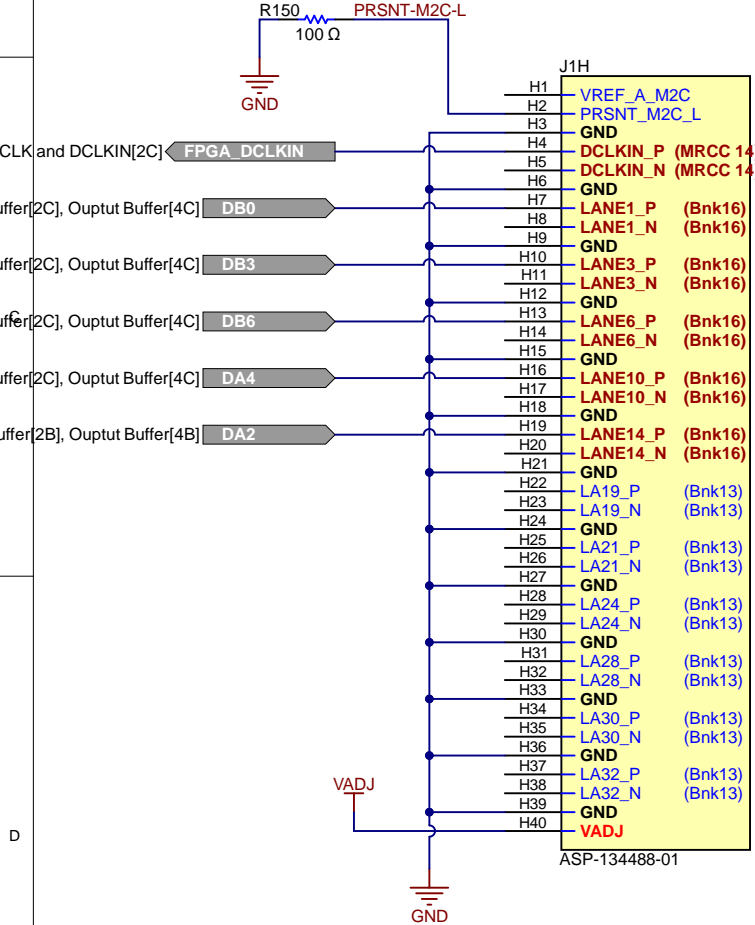 R150 PRSNT-M2C-L
100 Ω
GND
J1H
H1 VREF_A_M2C
H2 PRSNT_M2C_L
H3 GND
CLK and DCLKIN[2C] FPGA_DCLKIN H4 DCLKIN_P (MRCC 14
H5 DCLKIN_N (MRCC 14
H6 GND
uffer[2C], Ouptut Buffer[4C] DB0 H7 LANE1_P (Bnk16)
H8 LANE1_N (Bnk16)
H9 GND
uffer[2C], Ouptut Buffer[4C] DB3 H10 LANE3_P (Bnk16)
H11 LANE3_N (Bnk16)
H12 GND
C
uffer[2C], Ouptut Buffer[4C] DB6 H13 LANE6_P (Bnk16)
H14 LANE6_N (Bnk16)
H15 GND
uffer[2C], Ouptut Buffer[4C] DA4 H16 LANE10_P (Bnk16)
H17 LANE10_N (Bnk16)
H18 GND
uffer[2B], Ouptut Buffer[4B] DA2 H19 LANE14_P (Bnk16)
H20 LANE14_N (Bnk16)
H21 GND
H22 LA19_P (Bnk13)
H23 LA19_N (Bnk13)
H24 GND
H25 LA21_P (Bnk13)
H26 LA21_N (Bnk13)
H27 GND
H28 LA24_P (Bnk13)
H29 LA24_N (Bnk13)
H30 GND
H31 LA28_P (Bnk13)
H32 LA28_N (Bnk13)
H33 GND
H34 LA30_P (Bnk13)
H35 LA30_N (Bnk13)
H36 GND
H37 LA32_P (Bnk13)
VADJ H38 LA32_N (Bnk13)
H39 GND
D H40 VADJ
ASP-134488-01
GND